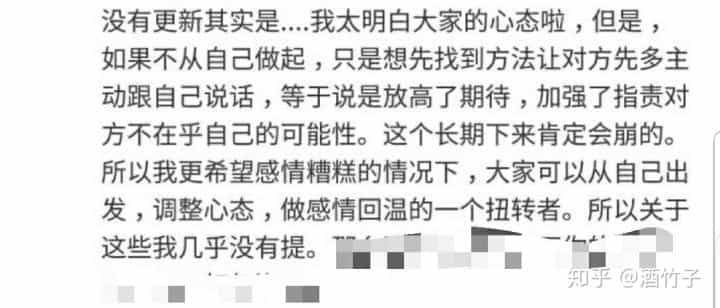 没有更新其实是....我太明白大家的心态啦，但是，
如果不从自己做起，只是想先找到方法让对方先多主
动跟自己说话，等于说是放高了期待，加强了指责对
方不在乎自己的可能性。这个长期下来肯定会崩的。
所以我更希望感情糟糕的情况下，大家可以从自己出
发，调整心态，做感情回温的一个扭转者。所以关于
这些我几乎没有提。
知乎 @酒竹子